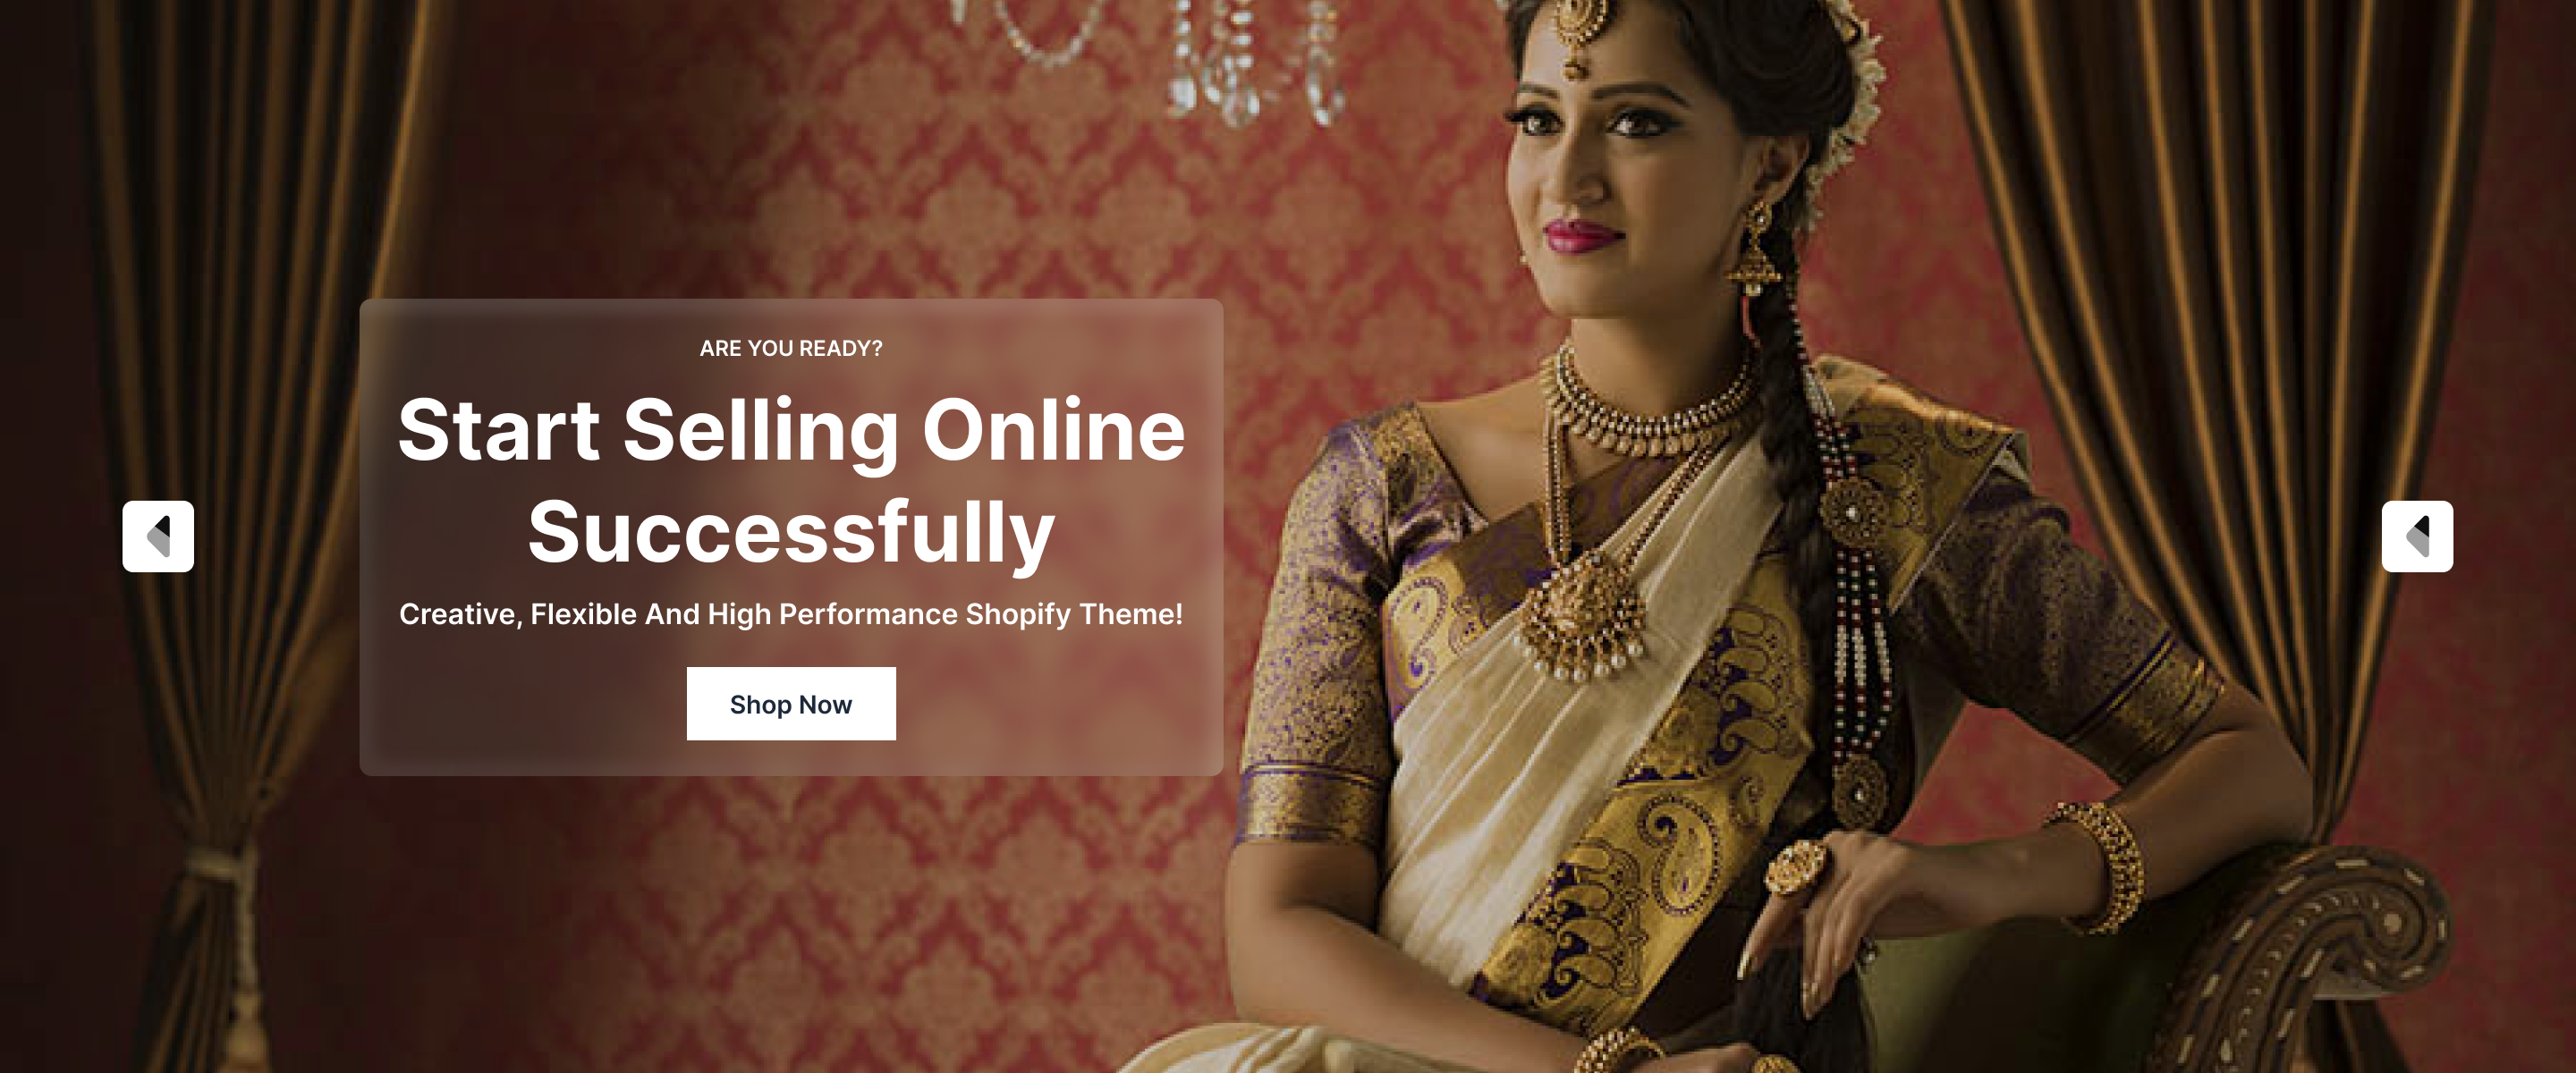 ARE YOU READY?
Start Selling Online
Successfully
Creative, Flexible And High Performance Shopify Theme!
Shop Now